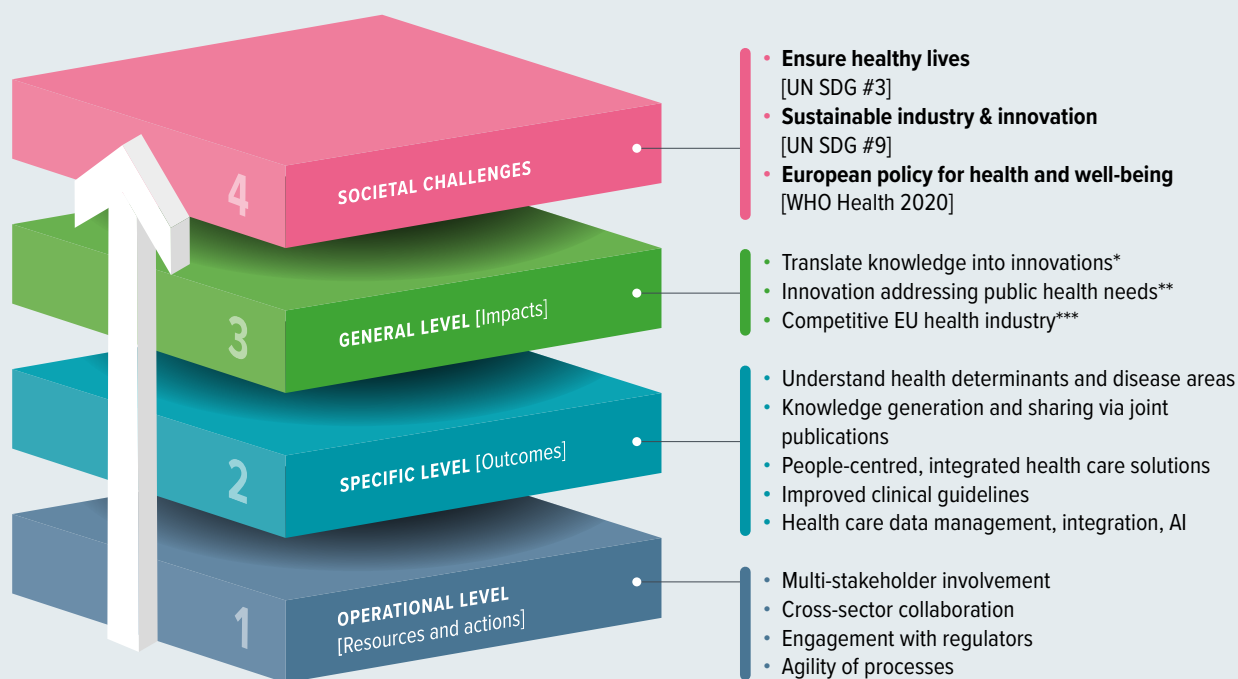 4
SOCIETAL CHALLENGES
• Ensure healthy lives
[UN SDG #3]
• Sustainable industry & innovation
[UN SDG #9]
• European policy for health and well-being
[WHO Health 2020]
3
GENERAL LEVEL [Impacts]
• Translate knowledge into innovations*
• Innovation addressing public health needs**
• Competitive EU health industry***
2
SPECIFIC LEVEL [Outcomes]
• Understand health determinants and disease areas
• Knowledge generation and sharing via joint
publications
• People-centred, integrated health care solutions
• Improved clinical guidelines
• Health care data management, integration, AI
1
OPERATIONAL LEVEL
[Resources and actions]
• Multi-stakeholder involvement
• Cross-sector collaboration
• Engagement with regulators
• Agility of processes